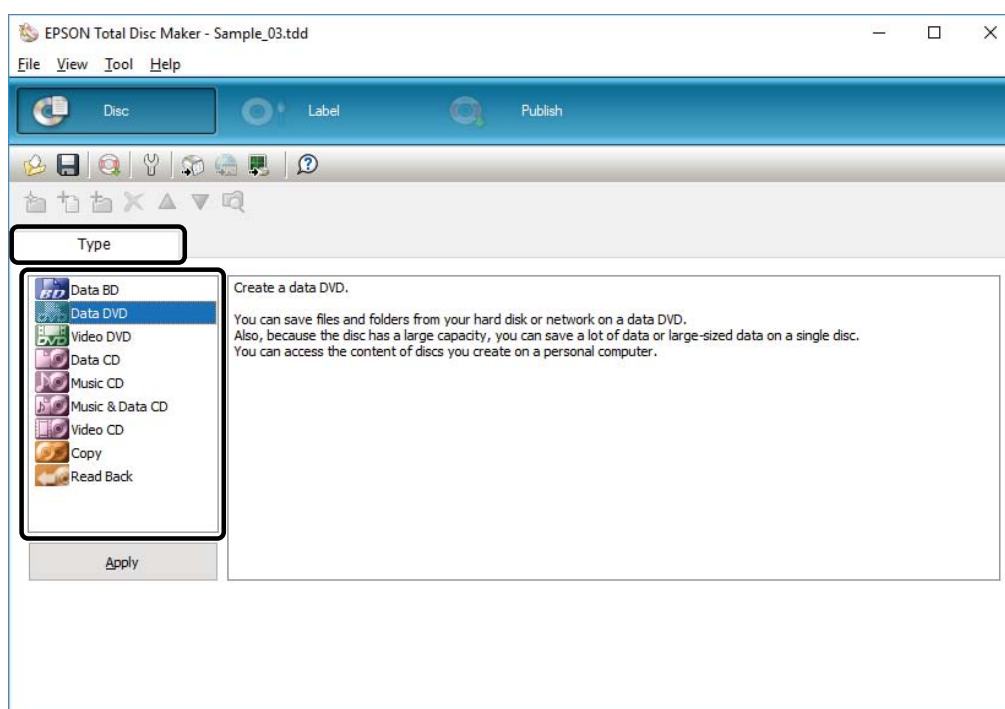 EPSON Total Disc Maker - Sample_03.tdd
File View Tool Help
Disc Label Publish
Type
Data BD
Data DVD
Video DVD
Data CD
Music CD
Music & Data CD
Video CD
Copy
Read Back
Apply
Create a data DVD.
You can save files and folders from your hard disk or network on a data DVD.
Also, because the disc has a large capacity, you can save a lot of data or large-sized data on a single disc.
You can access the content of discs you create on a personal computer.